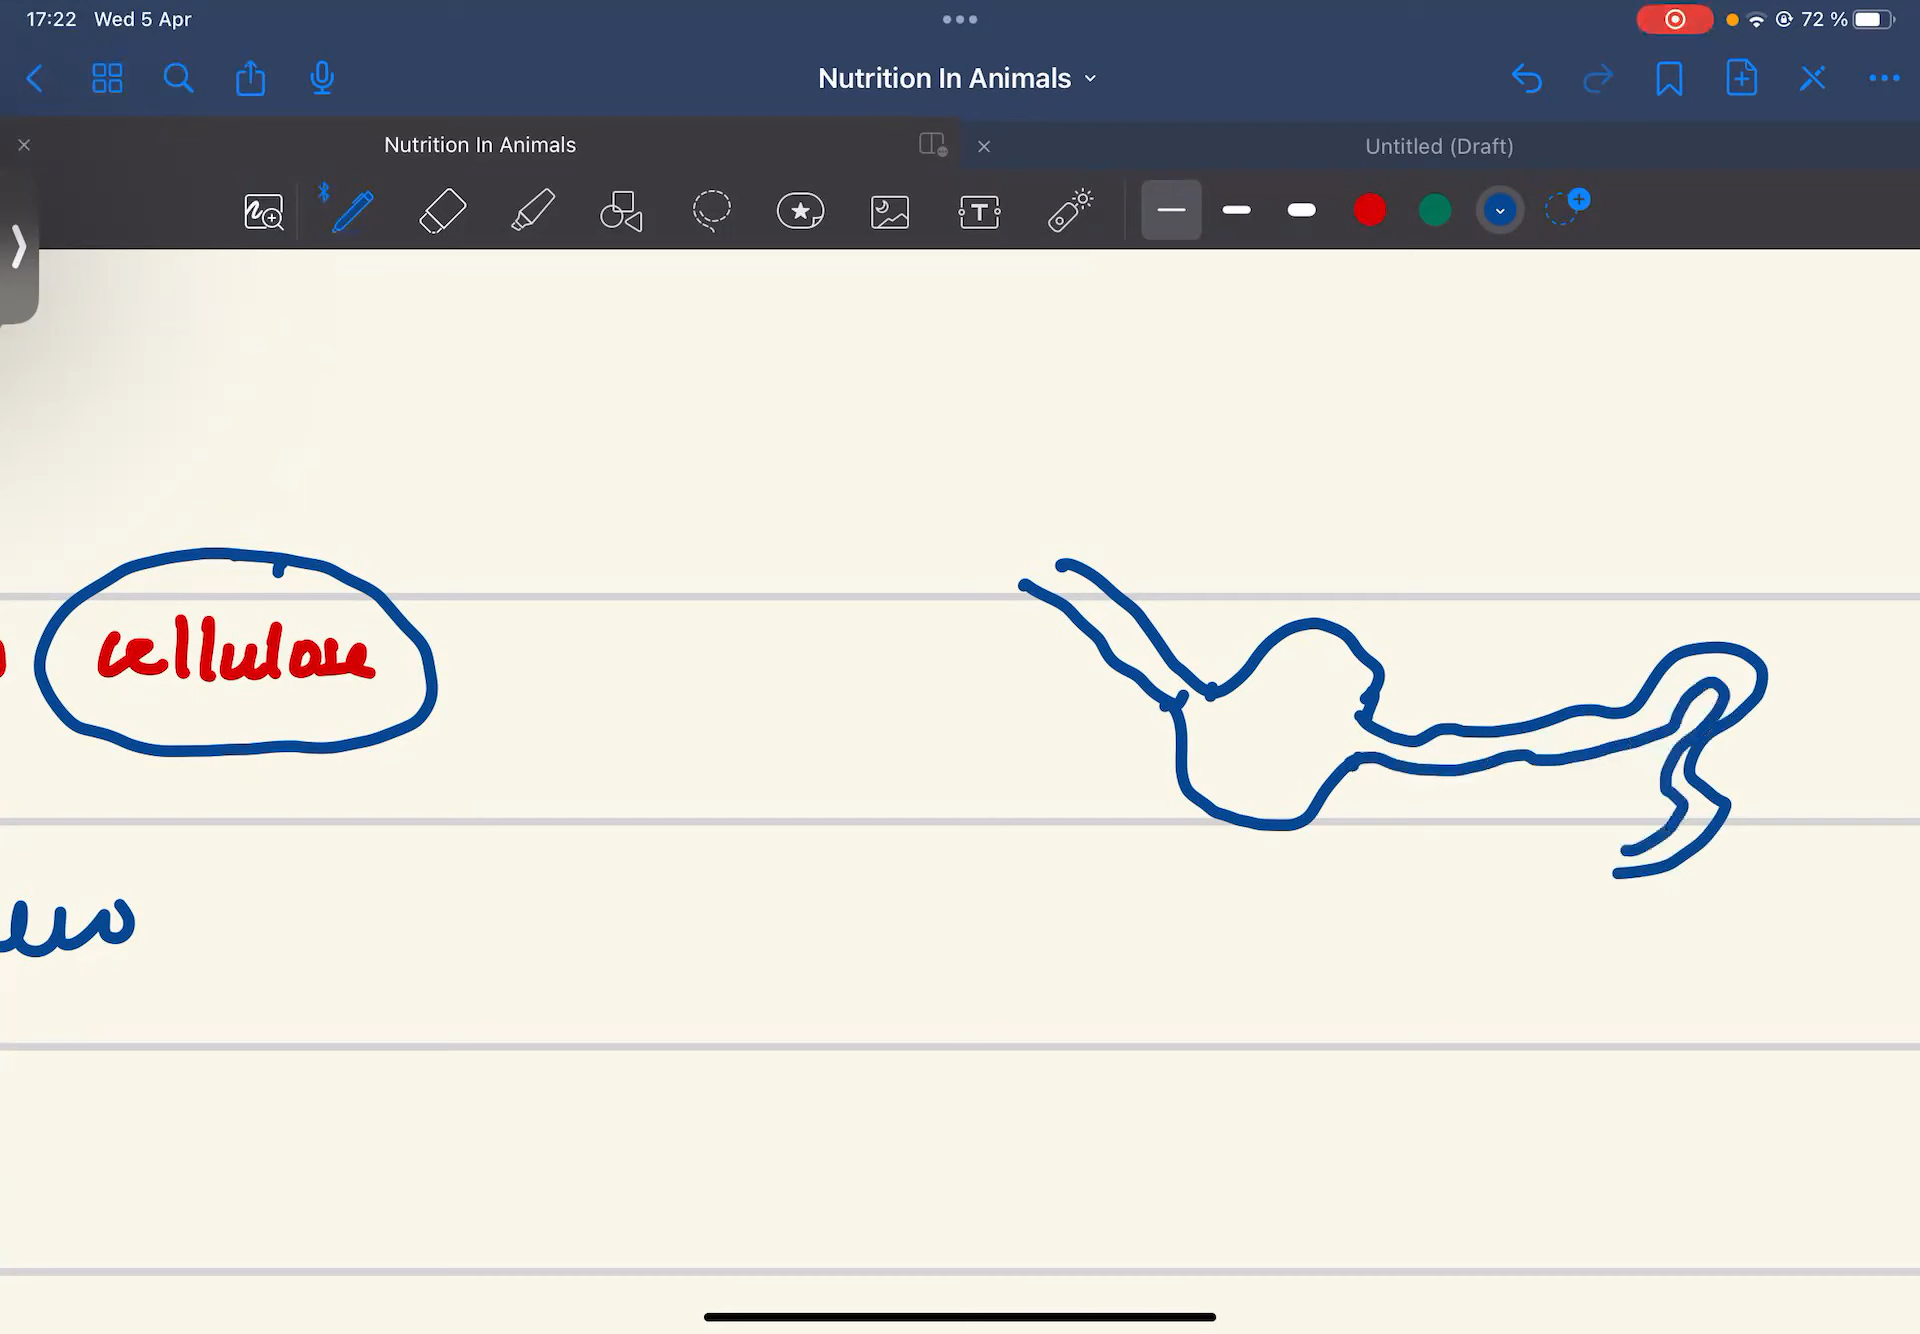 17:22 Wed 5 Apr
72 %
Nutrition In Animals
Nutrition In Animals
Untitled (Draft)
T
cellulose